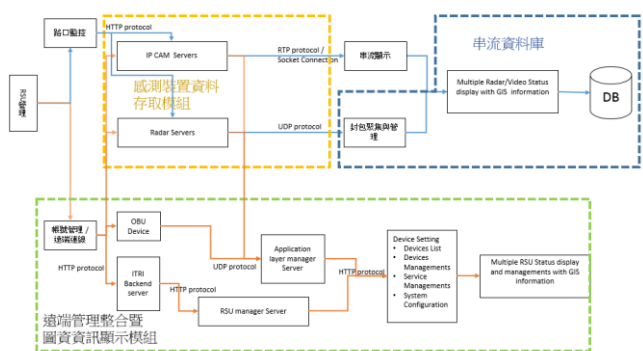 路口監控
HTTP protocol
RSU管理
IP CAM Servers
感測裝置資料
存取模組
Radar Servers
RTP protocol /
Socket Connection
UDP protocol
串流顯示
封包聚集與管理
串流資料庫
Multiple Radar/Video Status
display with GIS information
DB
帳號管理 /
遠端連線
HTTP protocol
OBU
Device
ITRI
Backend
server
HTTP protocol
UDP protocol
Application
layer manager
Server
RSU manager Server
HTTP protocol
Device Setting
• Devices List
• Devices
Managements
• Service
Managements
• System
Configuration
Multiple RSU Status display
and managements with GIS
information
遠端管理整合暨
圖資資訊顯示模組